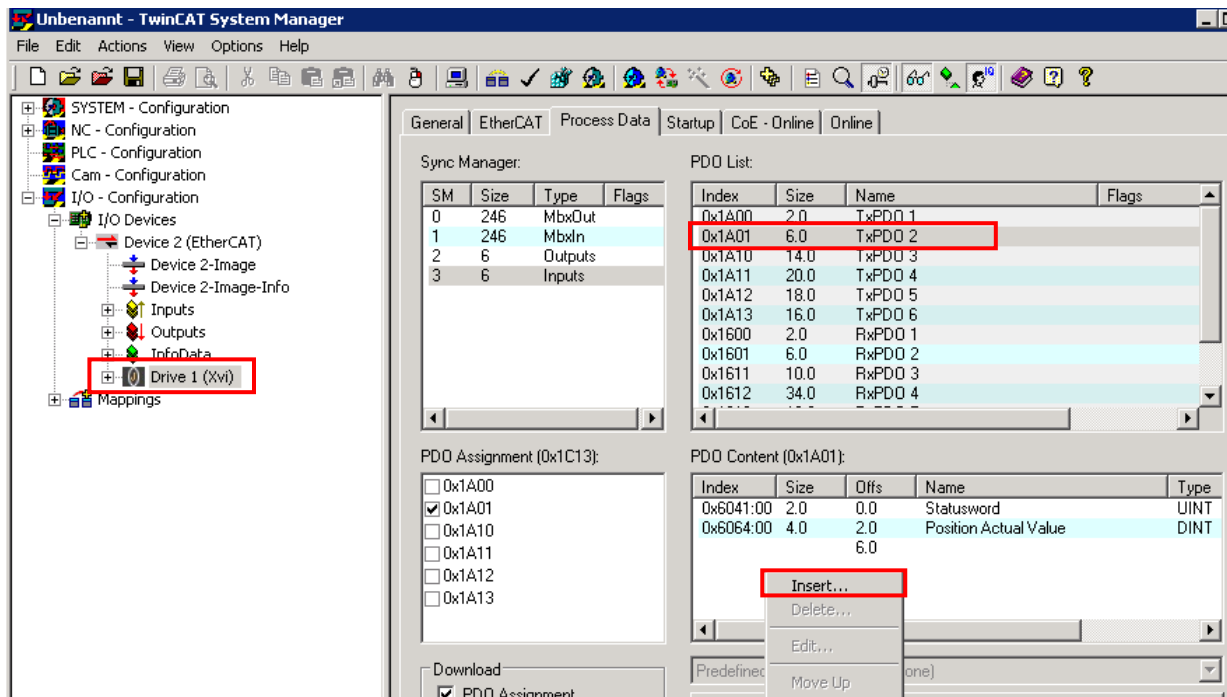 Unbenannt - TwinCAT System Manager
File Edit Actions View Options Help
SYSTEM - Configuration
NC - Configuration
PLC - Configuration
Cam - Configuration
I/O - Configuration
I/O Devices
Device 2 (EtherCAT)
Device 2-Image
Device 2-Image-Info
Inputs
Outputs
InfoData
Drive 1 (Xvi)
Mappings
General EtherCAT Process Data Startup CoE - Online Online
Sync Manager:
SM Size Type Flags
0 246 MbxOut
1 246 MbxIn
2 6 Outputs
3 6 Inputs
PDO List:
Index Size Name Flags
0x1A00 2.0 TxPDO 1
0x1A01 6.0 TxPDO 2
0x1A10 14.0 TxPDO 3
0x1A11 20.0 TxPDO 4
0x1A12 18.0 TxPDO 5
0x1A13 16.0 TxPDO 6
0x1600 2.0 RxPDO 1
0x1601 6.0 RxPDO 2
0x1611 10.0 RxPDO 3
0x1612 34.0 RxPDO 4
PDO Assignment (0x1C13):
0x1A00
0x1A01
0x1A10
0x1A11
0x1A12
0x1A13
PDO Content (0x1A01):
Index Size Offs Name Type
0x6041:00 2.0 0.0 Statusword UINT
0x6064:00 4.0 2.0 Position Actual Value DINT
6.0
Insert...
Delete...
Edit...
Move Up
Download
PDO Assignment